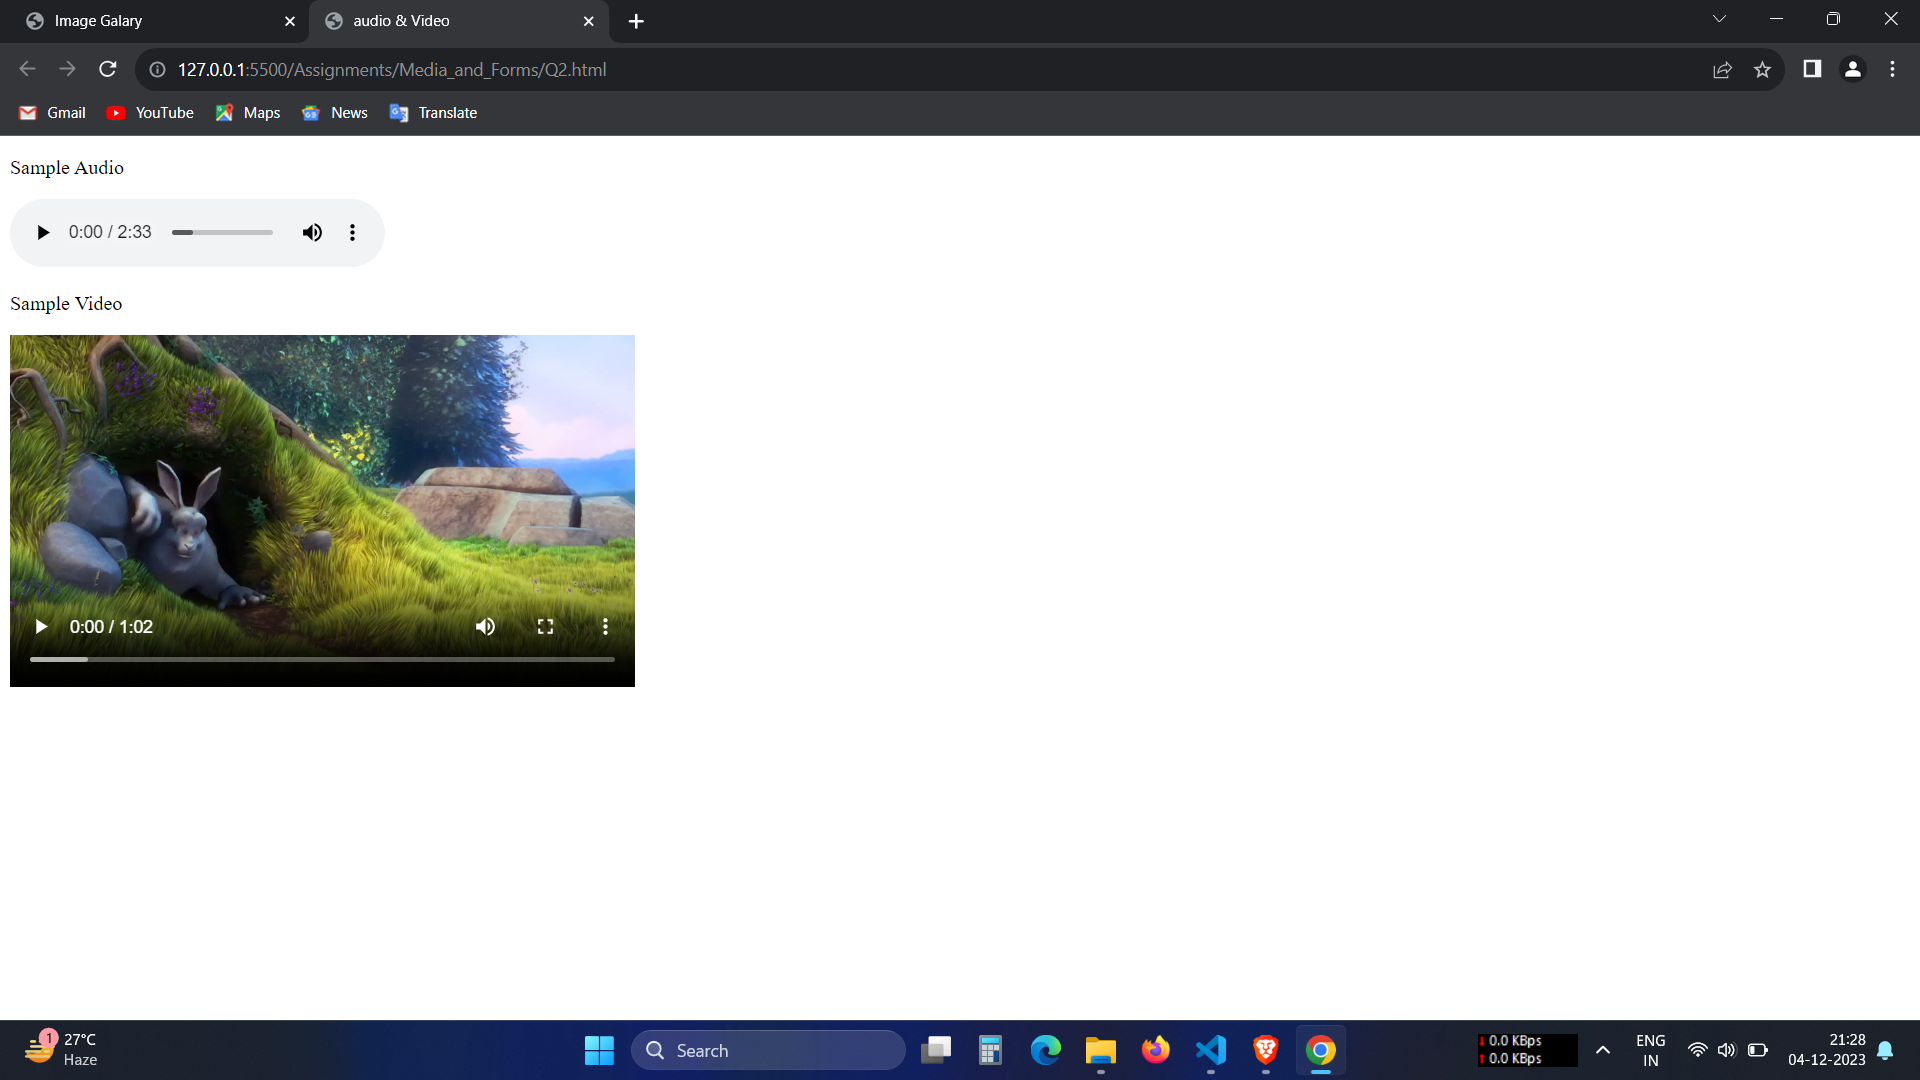 Image Galary
audio & Video
127.0.0.1:5500/Assignments/Media_and_Forms/Q2.html
Gmail
YouTube
Maps
News
Translate
Sample Audio
0:00 / 2:33
Sample Video
0:00 / 1:02
1
27°C
Haze
Search
0.0 KBps
0.0 KBps
ENG
IN
21:28
04-12-2023